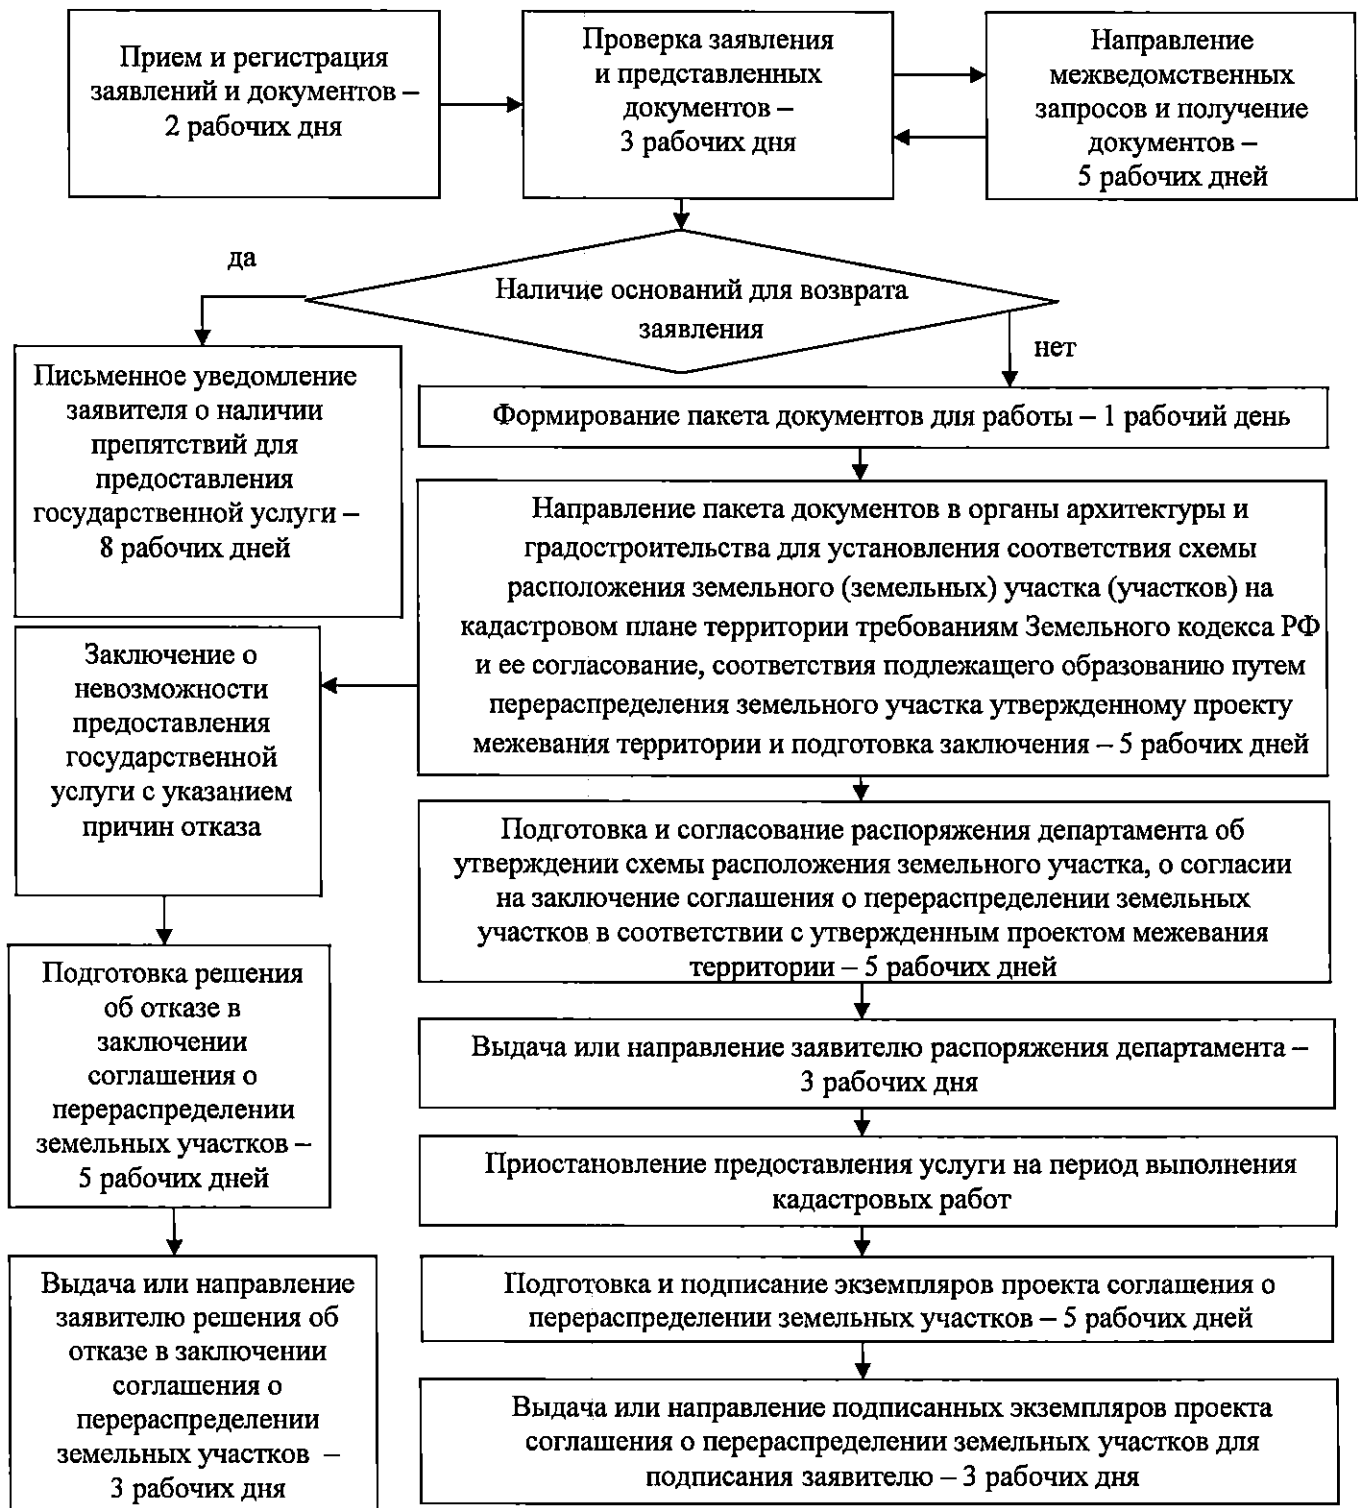 Прием и регистрация
заявлений и документов –
2 рабочих дня
Проверка заявления
и представленных
документов –
3 рабочих дня
Направление
межведомственных
запросов и получение
документов –
5 рабочих дней
Наличие оснований для возврата
заявления
да
нет
Письменное уведомление
заявителя о наличии
препятствий для
предоставления
государственной услуги –
8 рабочих дней
Формирование пакета документов для работы – 1 рабочий день
Направление пакета документов в органы архитектуры и
градостроительства для установления соответствия схемы
расположения земельного (земельных) участка (участков) на
кадастровом плане территории требованиям Земельного кодекса РФ
и ее согласование, соответствия подлежащего образованию путем
перераспределения земельного участка утвержденному проекту
межевания территории и подготовка заключения – 5 рабочих дней
Заключение о
невозможности
предоставления
государственной
услуги с указанием
причин отказа
Подготовка и согласование распоряжения департамента об
утверждении схемы расположения земельного участка, о согласии
на заключение соглашения о перераспределении земельных
участков в соответствии с утвержденным проектом межевания
территории – 5 рабочих дней
Подготовка решения
об отказе в
заключении
соглашения о
перераспределении
земельных участков –
5 рабочих дней
Выдача или направление заявителю распоряжения департамента –
3 рабочих дня
Приостановление предоставления услуги на период выполнения
кадастровых работ
Подготовка и подписание экземпляров проекта соглашения о
перераспределении земельных участков – 5 рабочих дней
Выдача или направление
заявителю решения об
отказе в заключении
соглашения о
перераспределении
земельных участков –
3 рабочих дня
Выдача или направление подписанных экземпляров проекта
соглашения о перераспределении земельных участков для
подписания заявителю – 3 рабочих дня